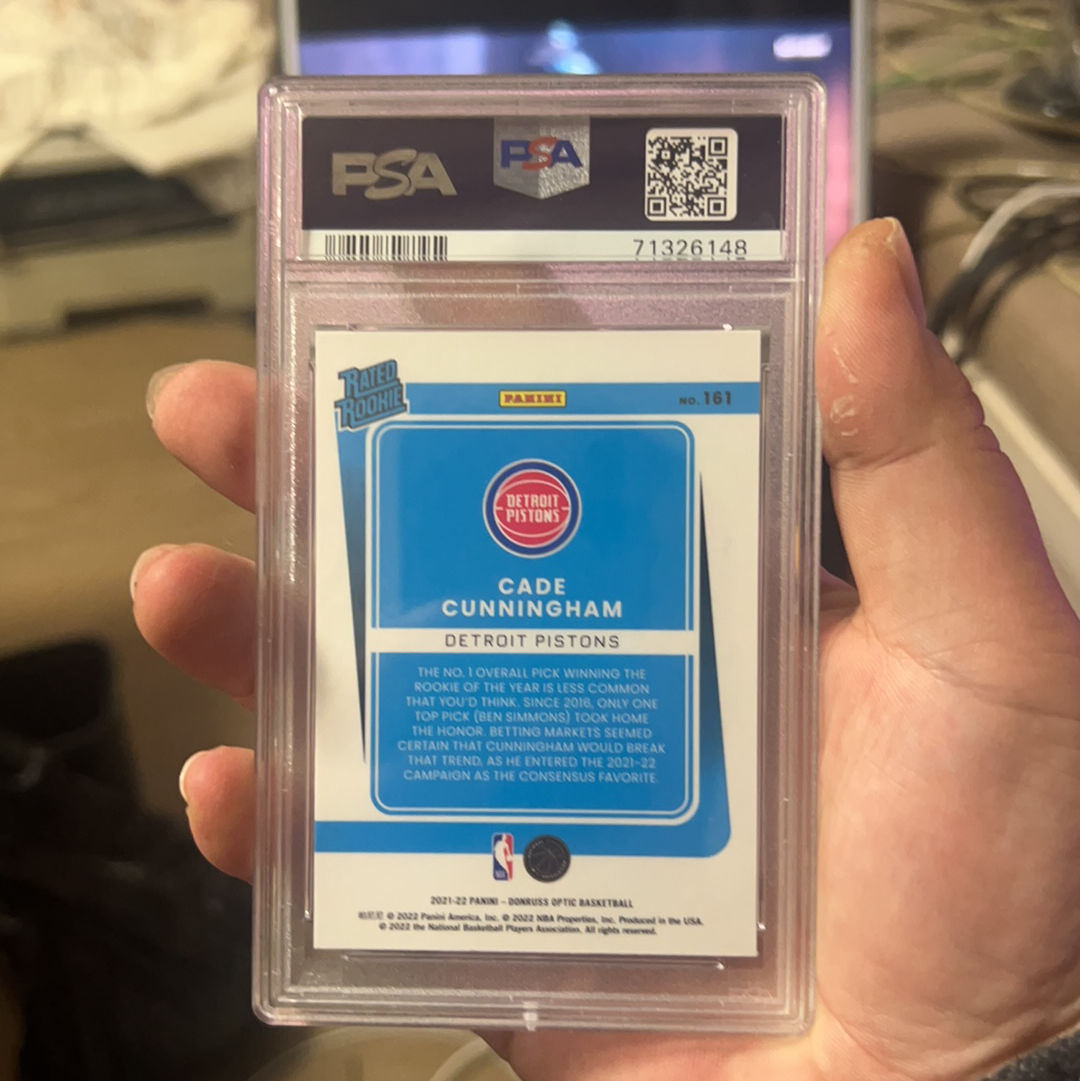 PSA
PSA
71326148
RATED
ROOKIE
PANINI
NO. 161
DETROIT
PISTONS
CADE
CUNNINGHAM
DETROIT PISTONS
THE NO. 1 OVERALL PICK WINNING THE
ROOKIE OF THE YEAR IS LESS COMMON
THAT YOU'D THINK. SINCE 2016, ONLY ONE
TOP PICK (BEN SIMMONS) TOOK HOME
THE HONOR. BETTING MARKETS SEEMED
CERTAIN THAT CUNNINGHAM WOULD BREAK
THAT TREND, AS HE ENTERED THE 2021-22
CAMPAIGN AS THE CONSENSUS FAVORITE.
2021-22 PANINI – DONRUSS OPTIC BASKETBALL
© 2022 Panini America, Inc. © 2022 NBA Properties, Inc. Produced in the USA.
© 2022 the National Basketball Players Association. All rights reserved.